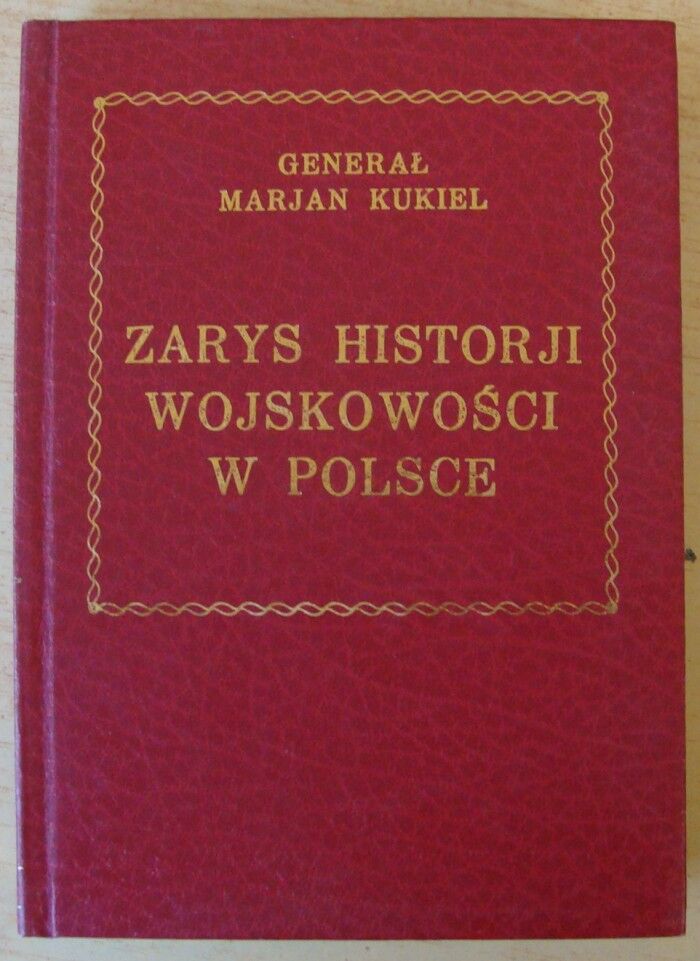 GENERAŁ
MARJAN KUKIEL
ZARYS HISTORJI
WOJSKOWOŚCI
W POLSCE